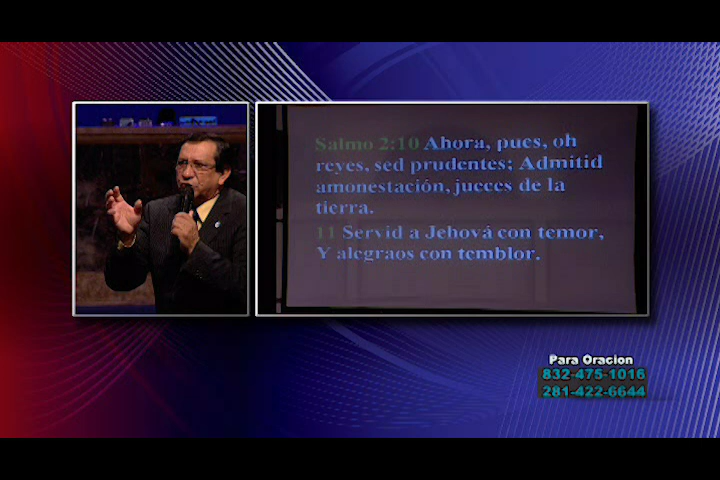 Salmo 2:10 Ahora, pues, oh
reyes, sed prudentes; Admitid
amonestación, jueces de la
tierra.
11 Servid a Jehová con temor,
Y alegraos con temblor.
Para Oracion
832-475-1016
281-422-6644